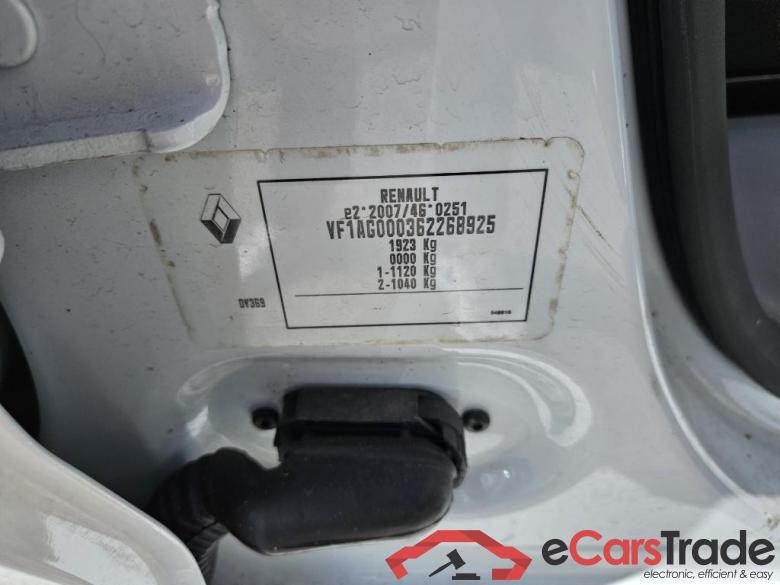 RENAULT
e2*2007/46*0251
VF1AG000362268925
1923 Kg
0000 Kg
1-1120 Kg
2-1040 Kg
DV369
eCarsTrade
electronic, efficient & easy